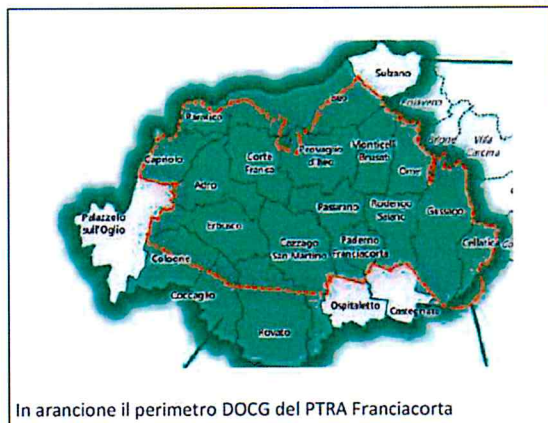 Sulzano
Iseo
Paratico
Polaveno
Provaglio
d'Iseo
Monticelli
Brusati
Capriolo
Corte
Franca
Ome
Villa
Adro
Passirano
Rodengo
Saiano
Gussago
Palazzolo
sull'Oglio
Erbusco
Cellatica
Cazzago
San Martino
Paderno
Franciacorta
Cologne
Coccaglio
Ospitaletto
Castegnato
Rovato
In arancione il perimetro DOCG del PTRA Franciacorta